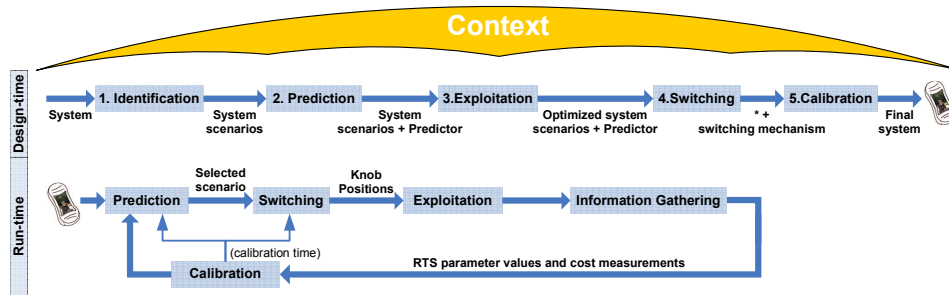 Context
Design-time
1. Identification
2. Prediction
3.Exploitation
4.Switching
5.Calibration
System
System
scenarios
System
scenarios + Predictor
Optimized system
scenarios + Predictor
* +
switching mechanism
Final
system
Run-time
Selected
scenario
Knob
Positions
Prediction
Switching
Exploitation
Information Gathering
(calibration time)
Calibration
RTS parameter values and cost measurements